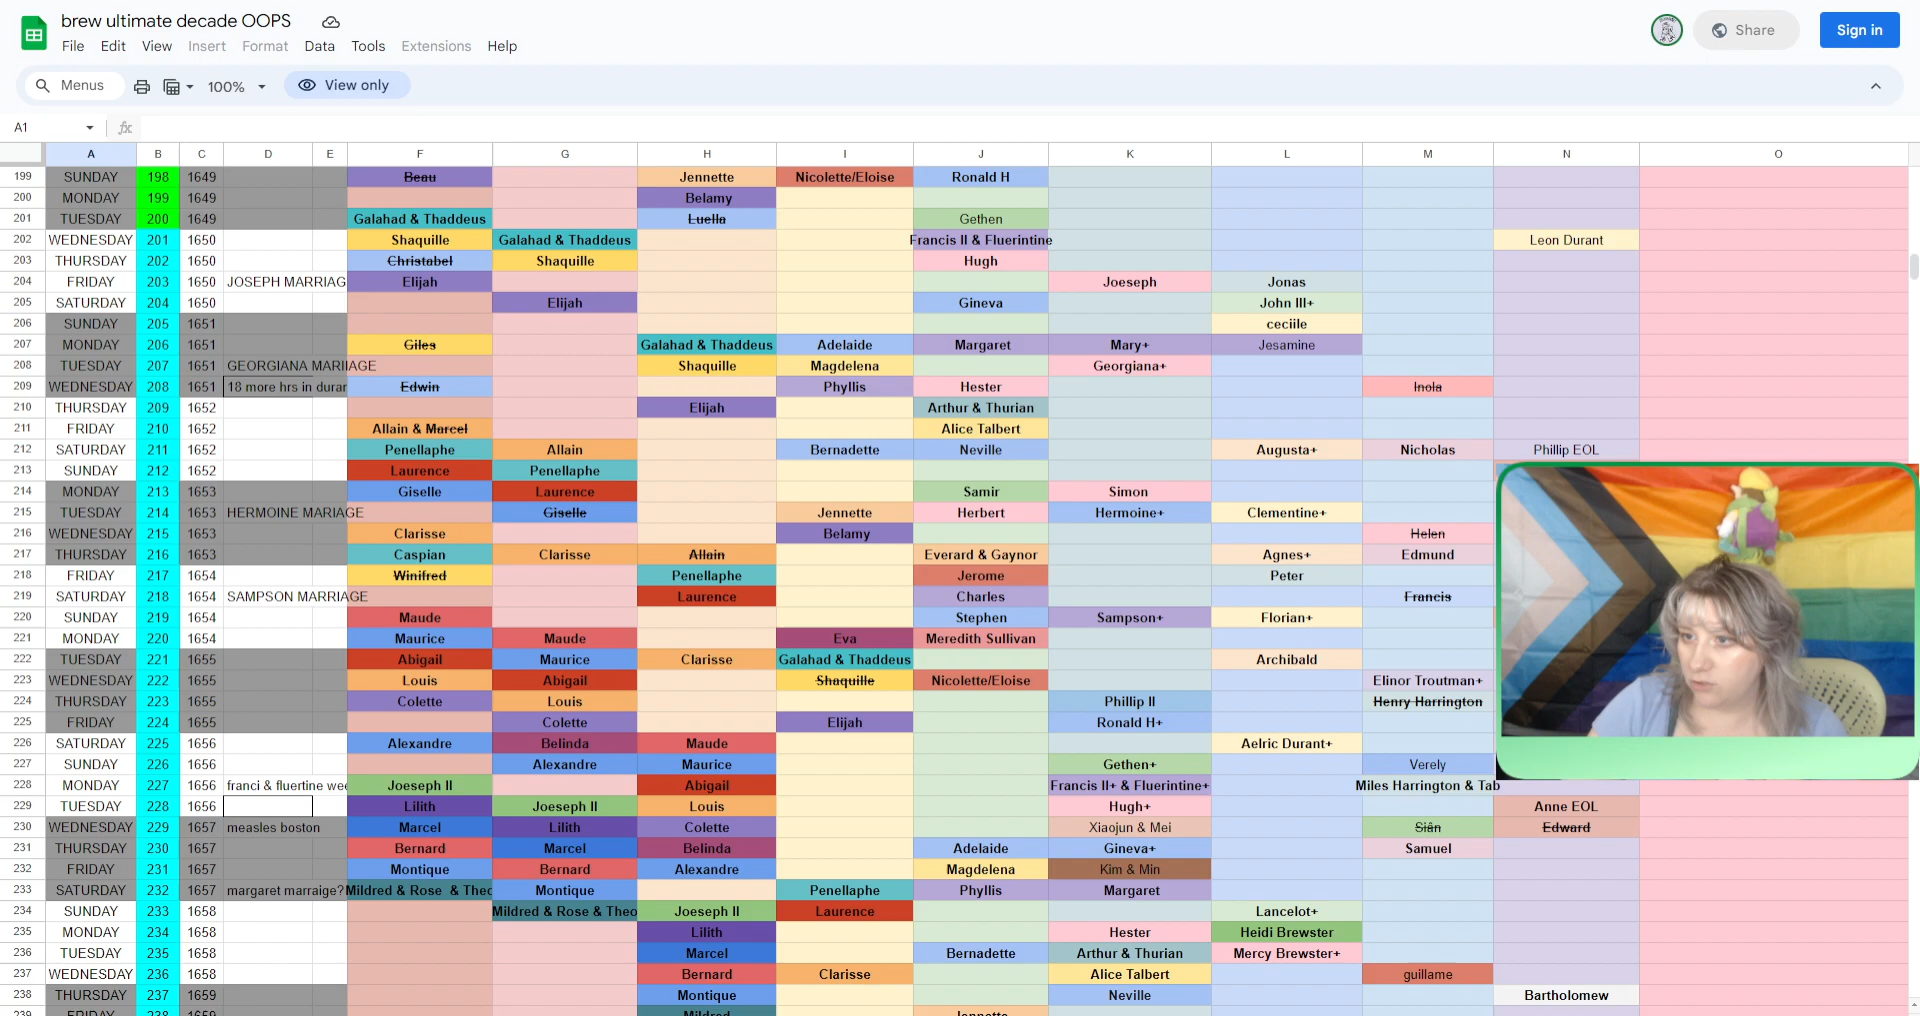 brew ultimate decade OOPS
File Edit View Insert Format Data Tools Extensions Help
Share
Sign in
Menus 100% View only
A1 fx
A B C D E F G H I J K L M N O
199 SUNDAY 198 1649 Beau Jennette Nicolette/Eloise Ronald H
200 MONDAY 199 1649 Belamy
201 TUESDAY 200 1649 Galahad & Thaddeus Luella Gethen
202 WEDNESDAY 201 1650 Shaquille Galahad & Thaddeus Francis II & Fluerintine Leon Durant
203 THURSDAY 202 1650 Christabel Shaquille Hugh
204 FRIDAY 203 1650 JOSEPH MARRIAG Elijah Joeseph Jonas
205 SATURDAY 204 1650 Elijah Gineva John III+
206 SUNDAY 205 1651 ceciile
207 MONDAY 206 1651 Giles Galahad & Thaddeus Adelaide Margaret Mary+ Jesamine
208 TUESDAY 207 1651 GEORGIANA MARIIAGE Shaquille Magdelena Georgiana+
209 WEDNESDAY 208 1651 18 more hrs in durar Edwin Phyllis Hester Inola
210 THURSDAY 209 1652 Elijah Arthur & Thurian
211 FRIDAY 210 1652 Allain & Marcel Alice Talbert
212 SATURDAY 211 1652 Penellaphe Allain Bernadette Neville Augusta+ Nicholas Phillip EOL
213 SUNDAY 212 1652 Laurence Penellaphe
214 MONDAY 213 1653 Giselle Laurence Samir Simon
215 TUESDAY 214 1653 HERMOINE MARIAGE Giselle Jennette Herbert Hermoine+ Clementine+
216 WEDNESDAY 215 1653 Clarisse Belamy Helen
217 THURSDAY 216 1653 Caspian Clarisse Allain Everard & Gaynor Agnes+ Edmund
218 FRIDAY 217 1654 Winifred Penellaphe Jerome Peter
219 SATURDAY 218 1654 SAMPSON MARRIAGE Laurence Charles Francis
220 SUNDAY 219 1654 Maude Stephen Sampson+ Florian+
221 MONDAY 220 1654 Maurice Maude Eva Meredith Sullivan
222 TUESDAY 221 1655 Abigail Maurice Clarisse Galahad & Thaddeus Archibald
223 WEDNESDAY 222 1655 Louis Abigail Shaquille Nicolette/Eloise Elinor Troutman+
224 THURSDAY 223 1655 Colette Louis Phillip II Henry Harrington
225 FRIDAY 224 1655 Colette Elijah Ronald H+
226 SATURDAY 225 1656 Alexandre Belinda Maude Aelric Durant+
227 SUNDAY 226 1656 Alexandre Maurice Gethen+ Verely
228 MONDAY 227 1656 franci & fluertine wee Joeseph II Abigail Francis II+ & Fluerintine+ Miles Harrington & Tab
229 TUESDAY 228 1656 Lilith Joeseph II Louis Hugh+ Anne EOL
230 WEDNESDAY 229 1657 measles boston Marcel Lilith Colette Xiaojun & Mei Siân Edward
231 THURSDAY 230 1657 Bernard Marcel Belinda Adelaide Gineva+ Samuel
232 FRIDAY 231 1657 Montique Bernard Alexandre Magdelena Kim & Min
233 SATURDAY 232 1657 margaret marraige? Mildred & Rose & Theo Montique Penellaphe Phyllis Margaret
234 SUNDAY 233 1658 Mildred & Rose & Theo Joeseph II Laurence Lancelot+
235 MONDAY 234 1658 Lilith Hester Heidi Brewster
236 TUESDAY 235 1658 Marcel Bernadette Arthur & Thurian Mercy Brewster+
237 WEDNESDAY 236 1658 Bernard Clarisse Alice Talbert guillame
238 THURSDAY 237 1659 Montique Neville Bartholomew
239 FRIDAY 238 1659 Mildred Jennette